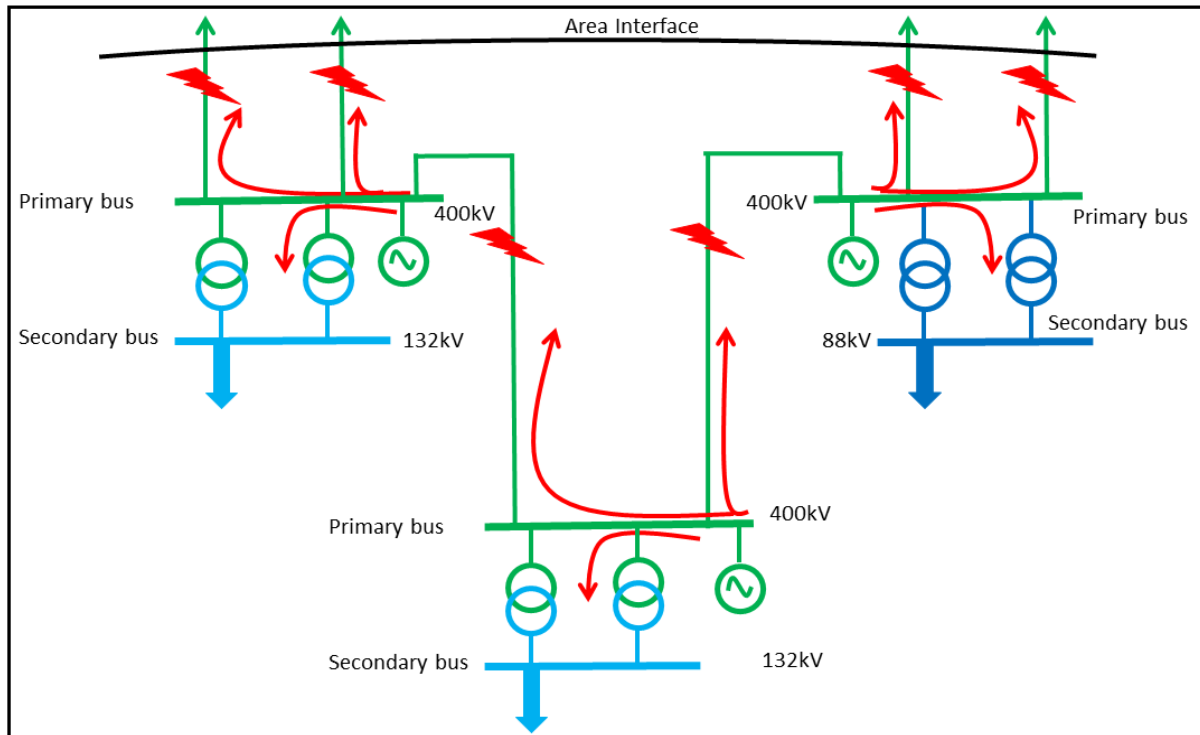 Area Interface
Primary bus
400kV
400kV
Primary bus
Secondary bus
132kV
88kV
Secondary bus
Primary bus
400kV
Secondary bus
132kV